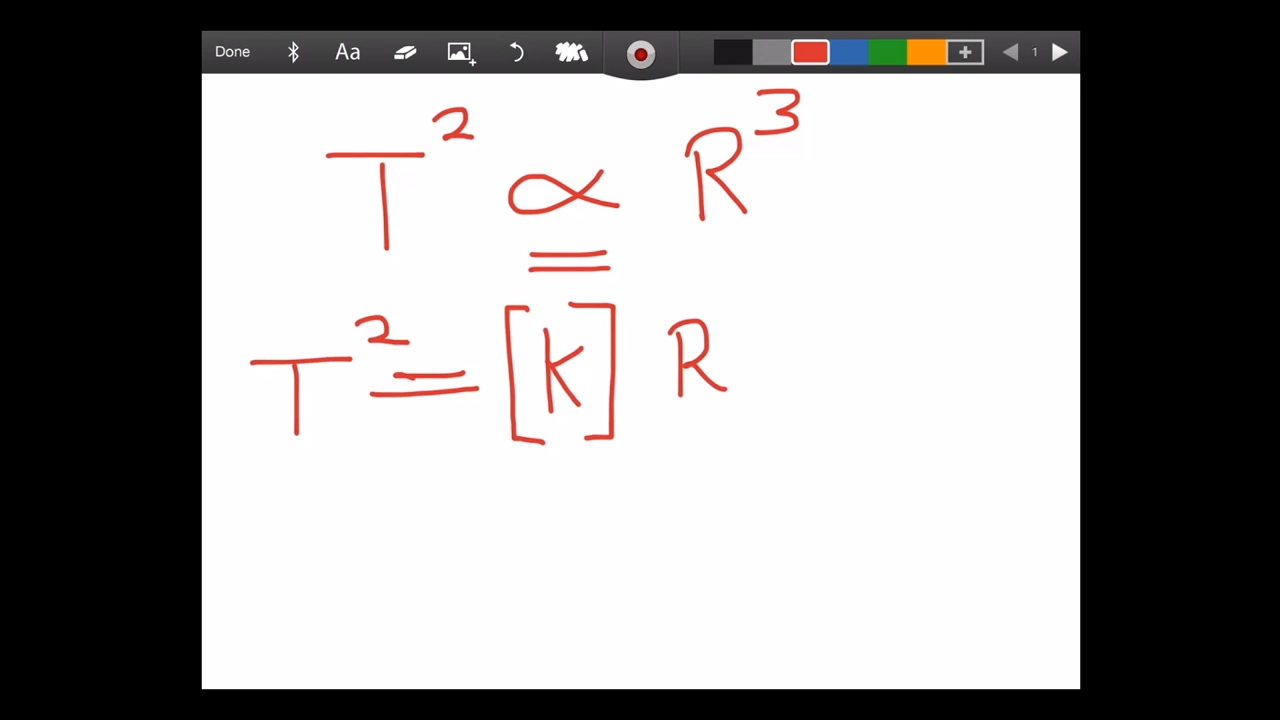 Done Aa 1
T² ∝ R³
T² = [K] R